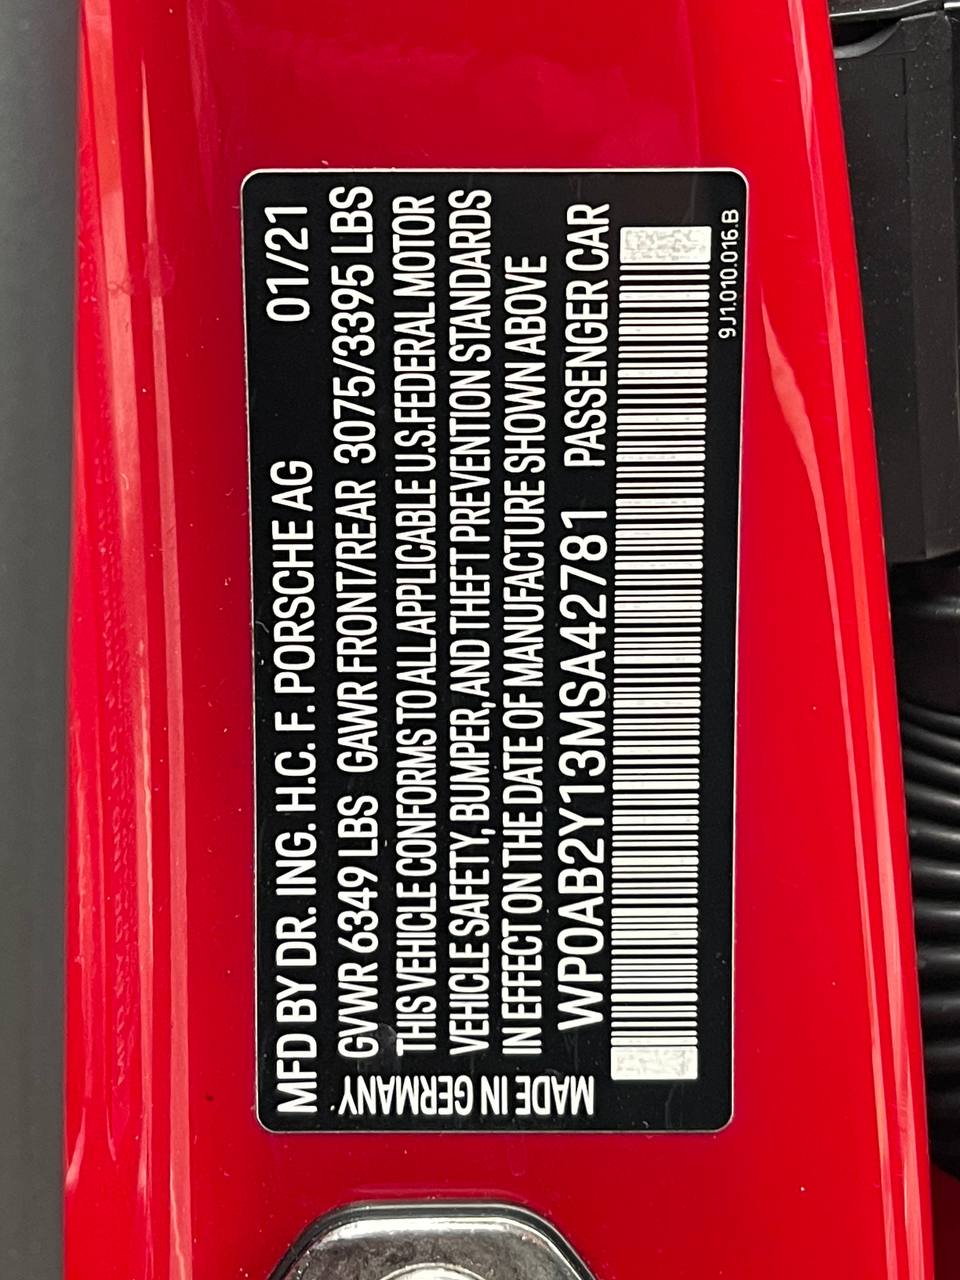 MFD BY DR. ING. H.C. F. PORSCHE AG 01/21
GVWR 6349 LBS GAWR FRONT/REAR 3075/3395 LBS
THIS VEHICLE CONFORMS TO ALL APPLICABLE U.S. FEDERAL MOTOR
VEHICLE SAFETY, BUMPER, AND THEFT PREVENTION STANDARDS
IN EFFECT ON THE DATE OF MANUFACTURE SHOWN ABOVE
WP0AB2Y13MSA42781 PASSENGER CAR
MADE IN GERMANY
9J1.010.016.B